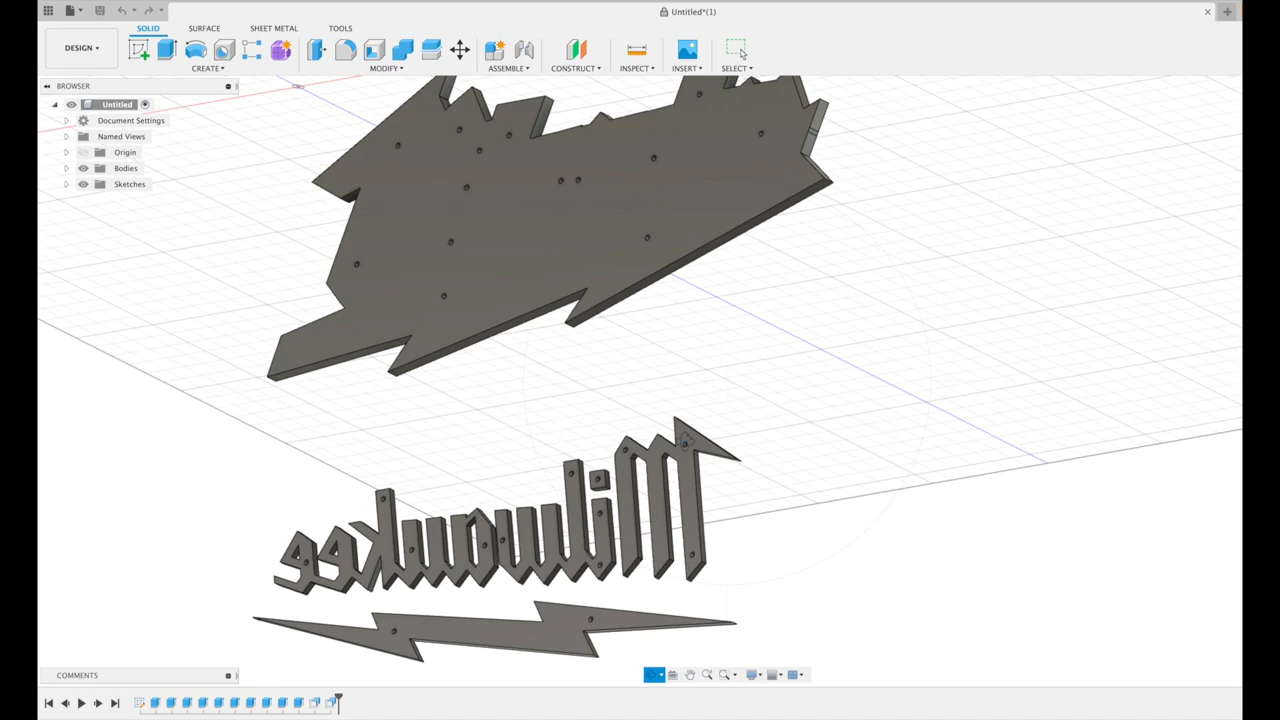 Untitled*(1)
SOLID SURFACE SHEET METAL TOOLS
DESIGN
CREATE MODIFY ASSEMBLE CONSTRUCT INSPECT INSERT SELECT
BROWSER
Untitled
Document Settings
Named Views
Origin
Bodies
Sketches
Milwaukee
COMMENTS